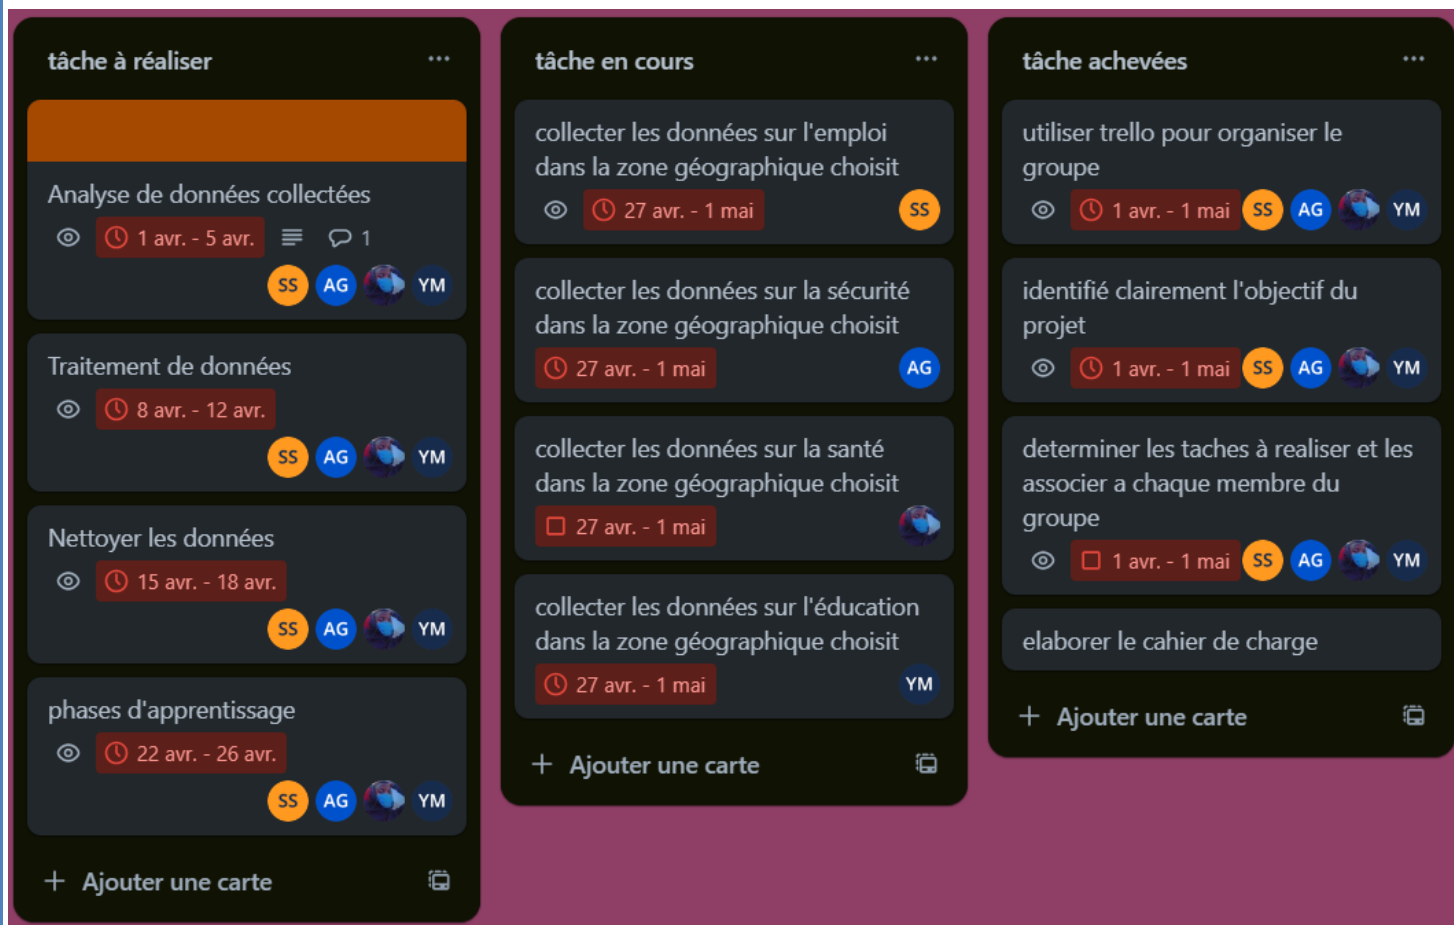 tâche à réaliser
Analyse de données collectées
1 avr. - 5 avr.
1
SS AG YM
Traitement de données
8 avr. - 12 avr.
SS AG YM
Nettoyer les données
15 avr. - 18 avr.
SS AG YM
phases d'apprentissage
22 avr. - 26 avr.
SS AG YM
+ Ajouter une carte
tâche en cours
collecter les données sur l'emploi
dans la zone géographique choisit
27 avr. - 1 mai
SS
collecter les données sur la sécurité
dans la zone géographique choisit
27 avr. - 1 mai
AG
collecter les données sur la santé
dans la zone géographique choisit
27 avr. - 1 mai
collecter les données sur l'éducation
dans la zone géographique choisit
27 avr. - 1 mai
YM
+ Ajouter une carte
tâche achevées
utiliser trello pour organiser le
groupe
1 avr. - 1 mai
SS AG YM
identifié clairement l'objectif du
projet
1 avr. - 1 mai
SS AG YM
determiner les taches à realiser et les
associer a chaque membre du
groupe
1 avr. - 1 mai
SS AG YM
elaborer le cahier de charge
+ Ajouter une carte